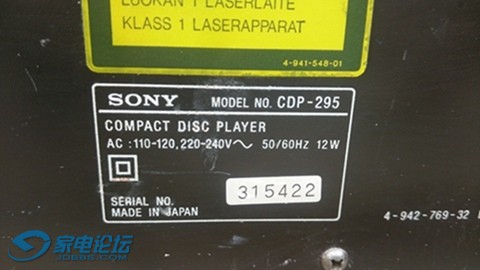 LUOKAN 1 LASERLAITE
KLASS 1 LASERAPPARAT
4-941-548-01
SONY MODEL NO. CDP-295
COMPACT DISC PLAYER
AC : 110-120, 220-240V～ 50/60HZ 12W
SERIAL NO. 315422
MADE IN JAPAN
4-942-769-32
家电论坛
JDBBS.COM